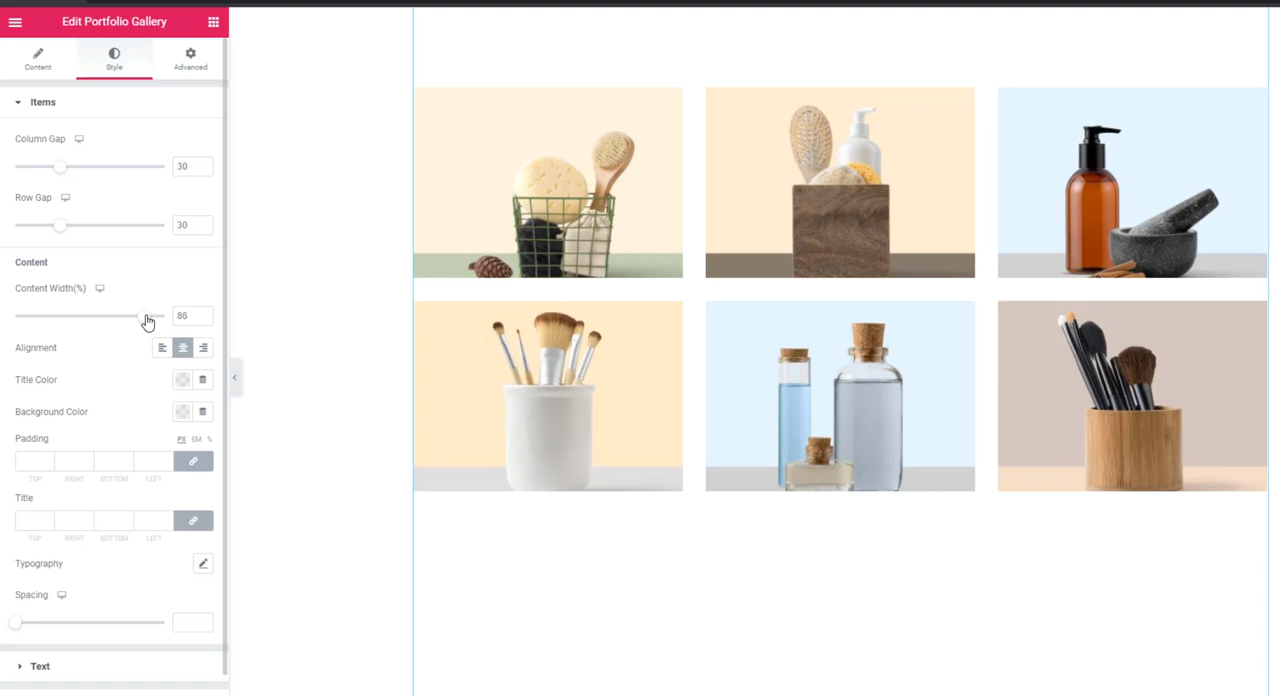 Edit Portfolio Gallery
Content Style Advanced
Items
Column Gap
30
Row Gap
30
Content
Content Width(%)
86
Alignment
Title Color
Background Color
Padding PX EM %
TOP RIGHT BOTTOM LEFT
Title
TOP RIGHT BOTTOM LEFT
Typography
Spacing
Text